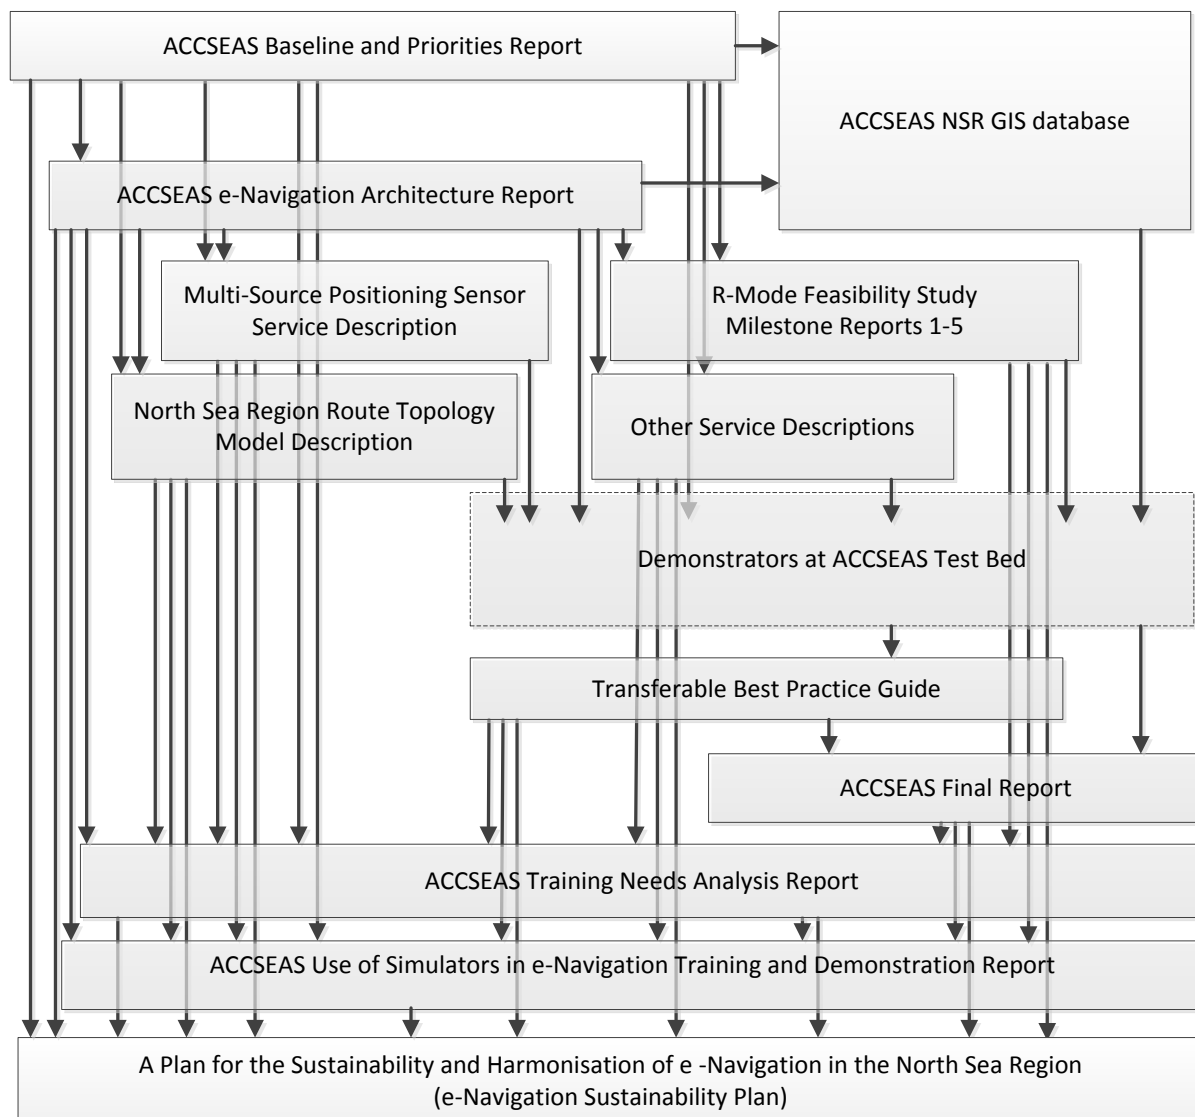 ACCSEAS Baseline and Priorities Report
ACCSEAS NSR GIS database
ACCSEAS e-Navigation Architecture Report
Multi-Source Positioning Sensor
Service Description
R-Mode Feasibility Study
Milestone Reports 1-5
North Sea Region Route Topology
Model Description
Other Service Descriptions
Demonstrators at ACCSEAS Test Bed
Transferable Best Practice Guide
ACCSEAS Final Report
ACCSEAS Training Needs Analysis Report
ACCSEAS Use of Simulators in e-Navigation Training and Demonstration Report
A Plan for the Sustainability and Harmonisation of e -Navigation in the North Sea Region
(e-Navigation Sustainability Plan)